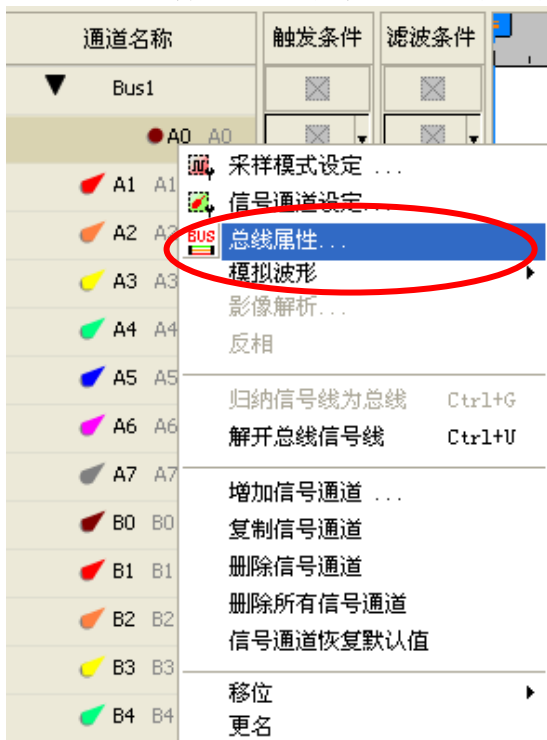 通道名称 触发条件 滤波条件
Bus1
A0 A0
采样模式设定 ...
A1 A1
信号通道设定...
A2 A2
BUS 总线属性...
模拟波形
A3 A3
影像解析...
A4 A4
反相
A5 A5
归纳信号线为总线 Ctrl+G
A6 A6
解开总线信号线 Ctrl+U
A7 A7
增加信号通道 ...
B0 B0
复制信号通道
B1 B1
删除信号通道
删除所有信号通道
B2 B2
信号通道恢复默认值
B3 B3
移位
B4 B4
更名